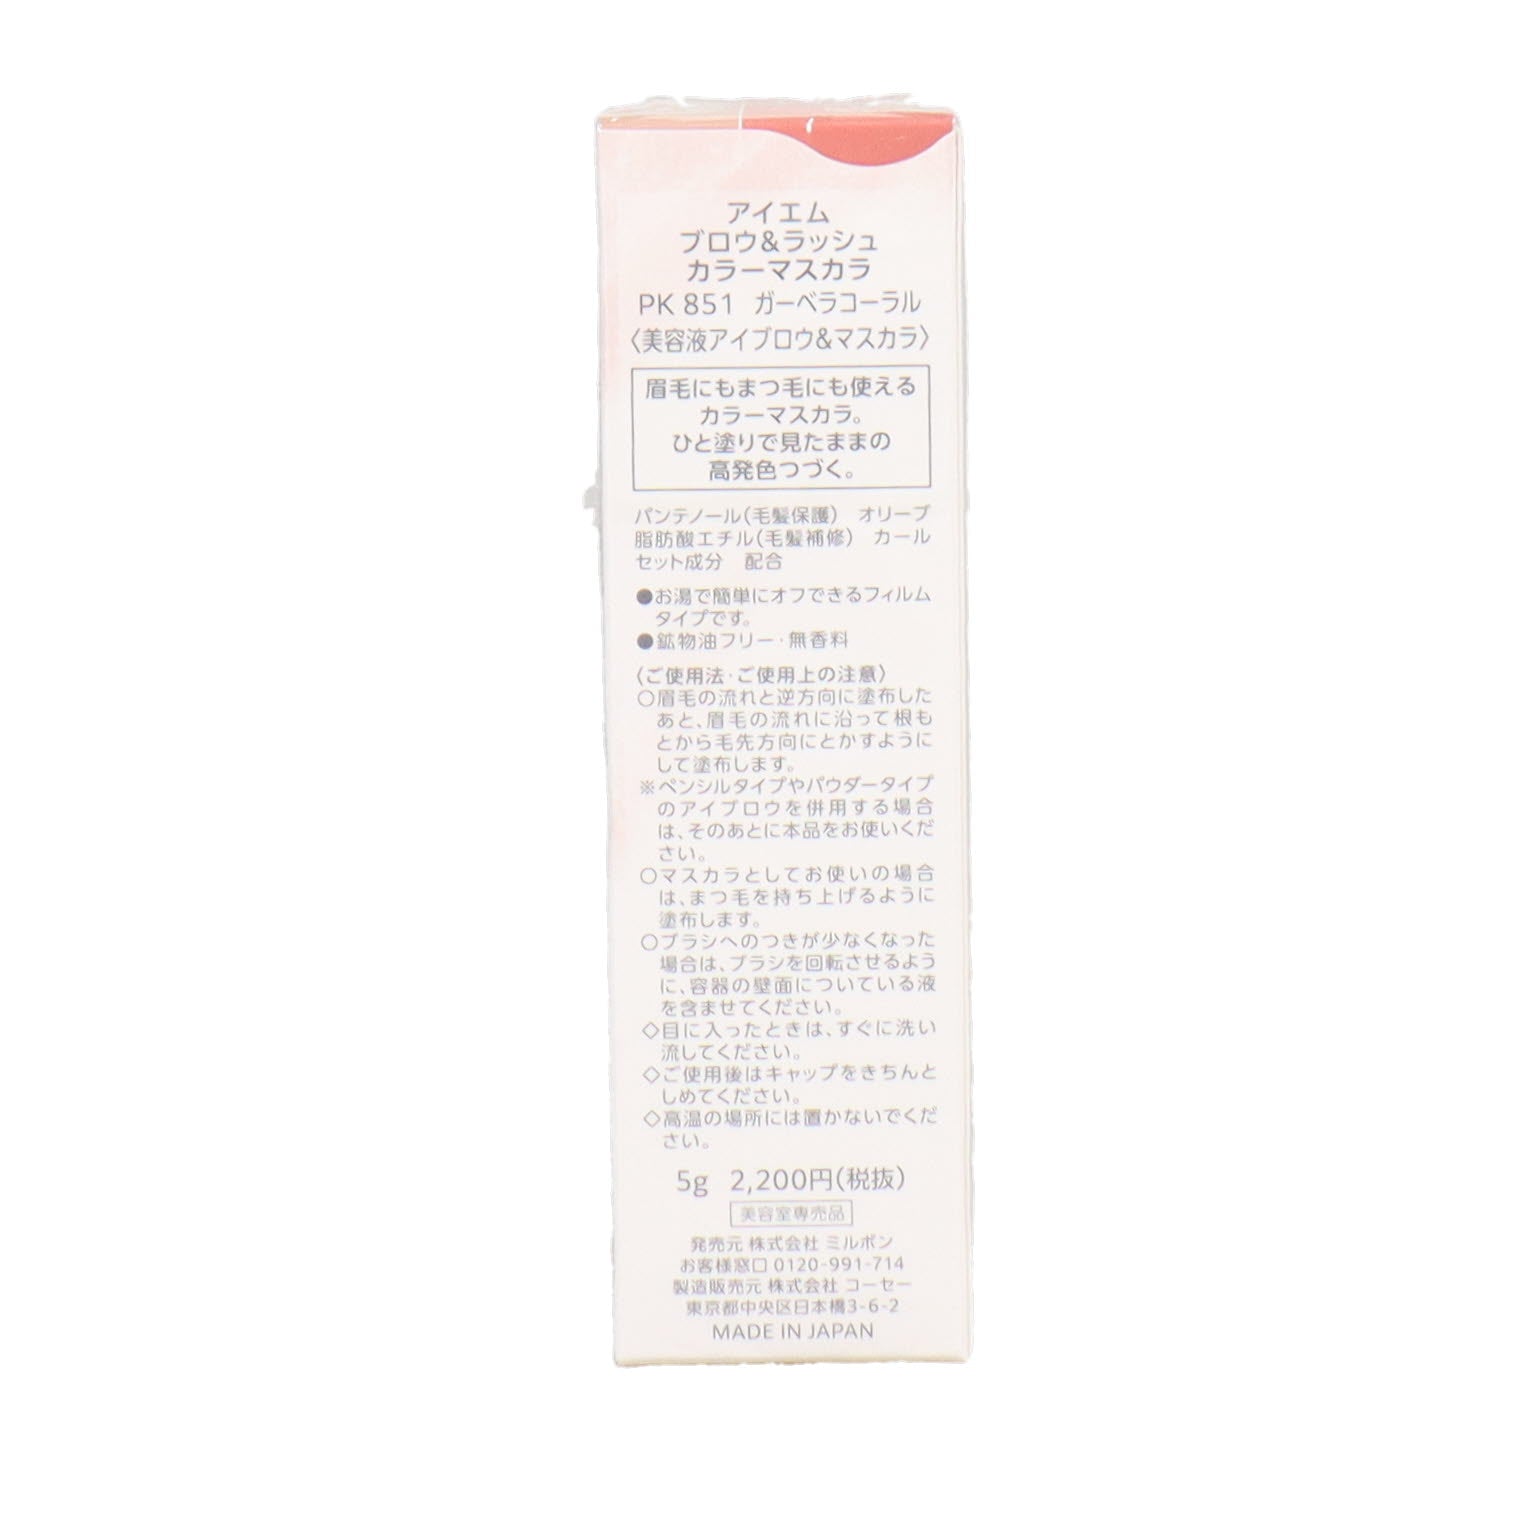 アイエム
ブロウ&ラッシュ
カラーマスカラ
PK 851 ガーベラコーラル
〈美容液アイブロウ&マスカラ〉
眉毛にもまつ毛にも使える
カラーマスカラ。
ひと塗りで見たままの
高発色つづく。
パンテノール(毛髪保護) オリーブ
脂肪酸エチル(毛髪補修) カール
セット成分 配合
●お湯で簡単にオフできるフィルム
タイプです。
●鉱物油フリー・無香料
〈ご使用法・ご使用上の注意〉
○眉毛の流れと逆方向に塗布した
あと、眉毛の流れに沿って根も
とから毛先方向にとかすように
して塗布します。
※ペンシルタイプやパウダータイプ
のアイブロウを併用する場合
は、そのあとに本品をお使いくだ
さい。
○マスカラとしてお使いの場合
は、まつ毛を持ち上げるように
塗布します。
○ブラシへのつきが少なくなった
場合は、ブラシを回転させるよう
に、容器の壁面についている液
を含ませてください。
◇目に入ったときは、すぐに洗い
流してください。
◇ご使用後はキャップをきちんと
しめてください。
◇高温の場所には置かないでくだ
さい。
5g 2,200円(税抜)
美容室専売品
発売元 株式会社 ミルボン
お客様窓口 0120-991-714
製造販売元 株式会社 コーセー
東京都中央区日本橋3-6-2
MADE IN JAPAN